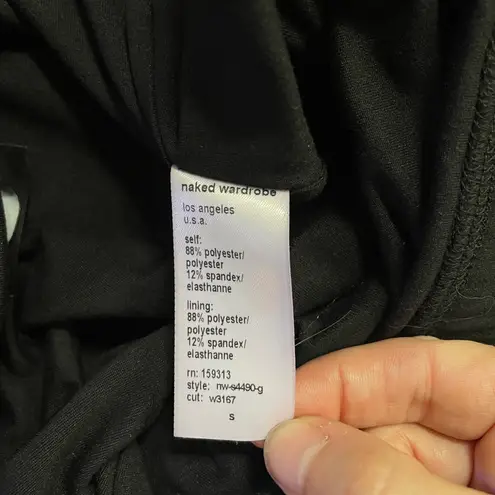 naked wardrobe
los angeles
u.s.a.
self:
88% polyester/
polyester
12% spandex/
elasthanne
lining:
88% polyester/
polyester
12% spandex/
elasthanne
rn: 159313
style: nw-s4490-g
cut: w3167
s